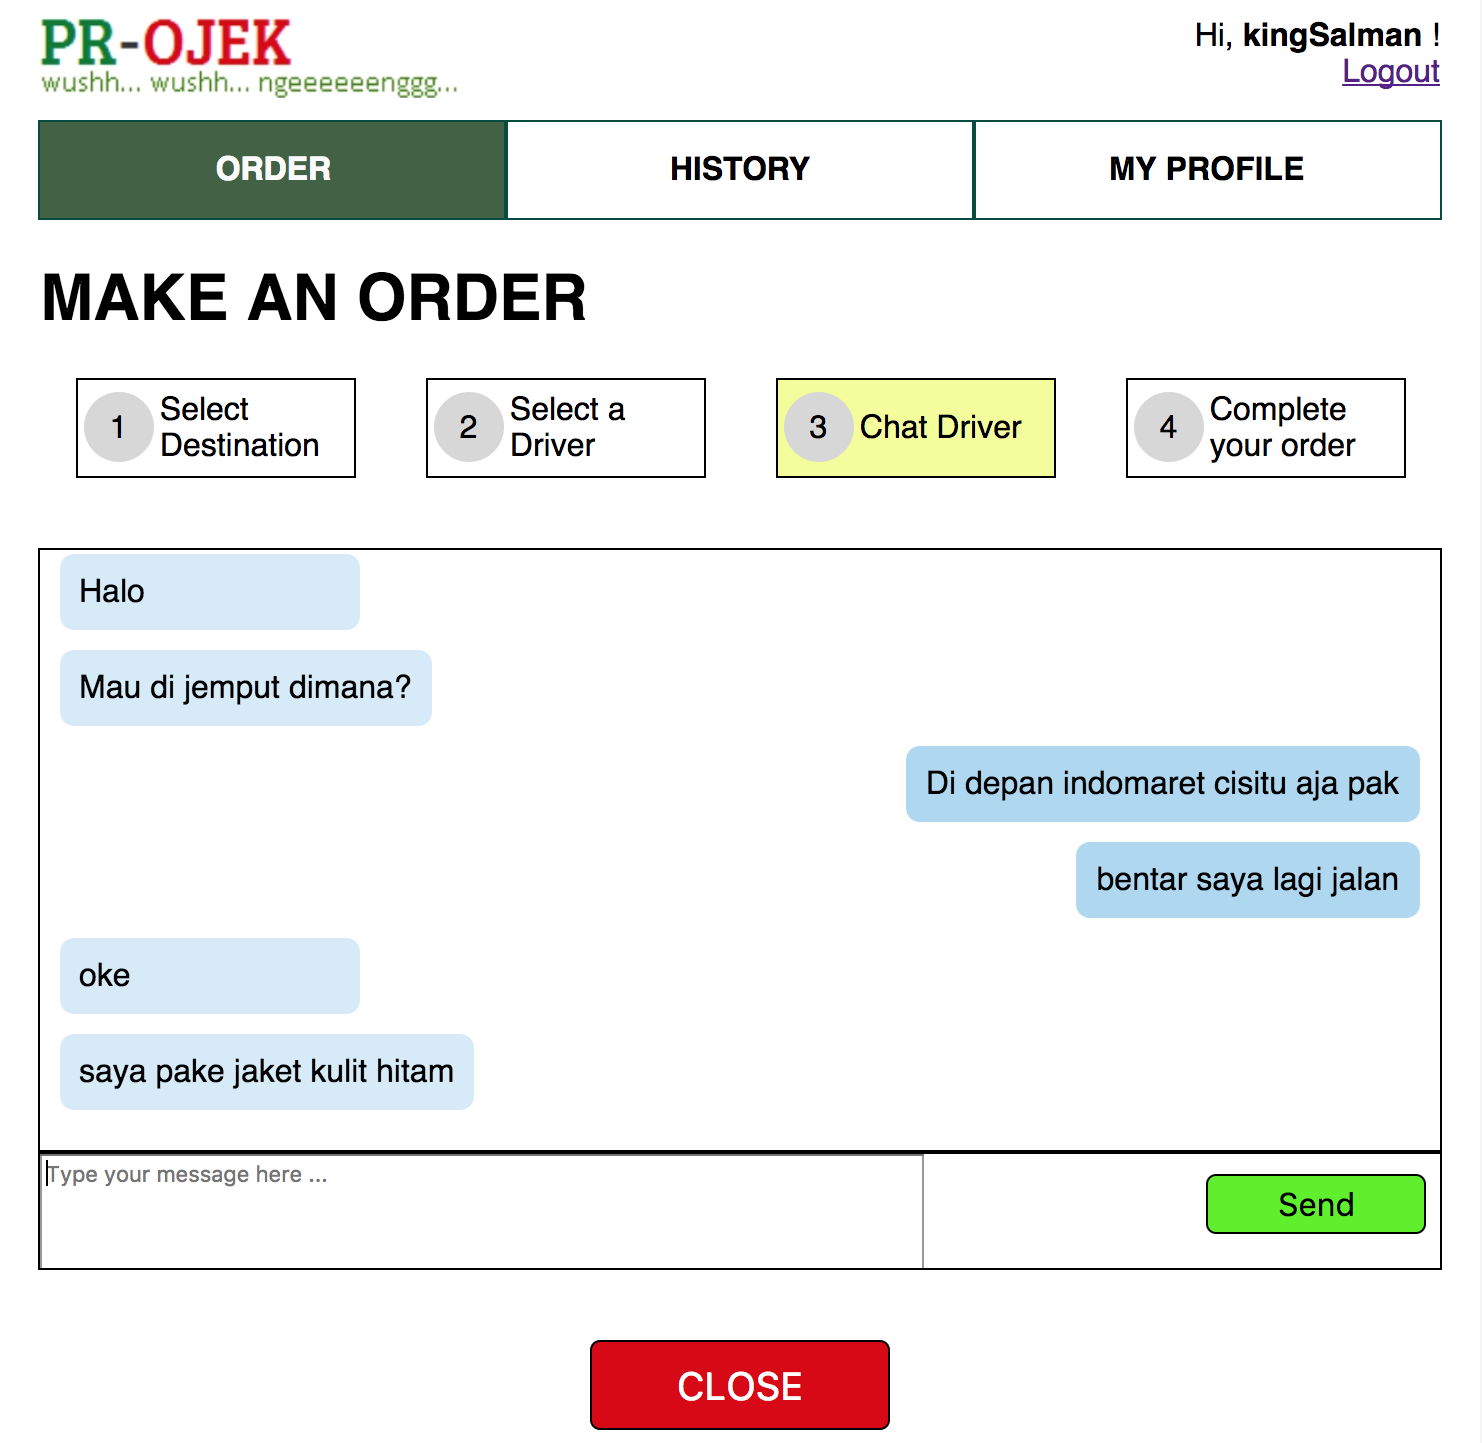 PR-OJEK
wushh... wushh... ngeeeeeenggg...
Hi, kingSalman !
Logout
ORDER
HISTORY
MY PROFILE
MAKE AN ORDER
1
Select
Destination
2
Select a
Driver
3
Chat Driver
4
Complete
your order
Halo
Mau di jemput dimana?
Di depan indomaret cisitu aja pak
bentar saya lagi jalan
oke
saya pake jaket kulit hitam
Type your message here ...
Send
CLOSE